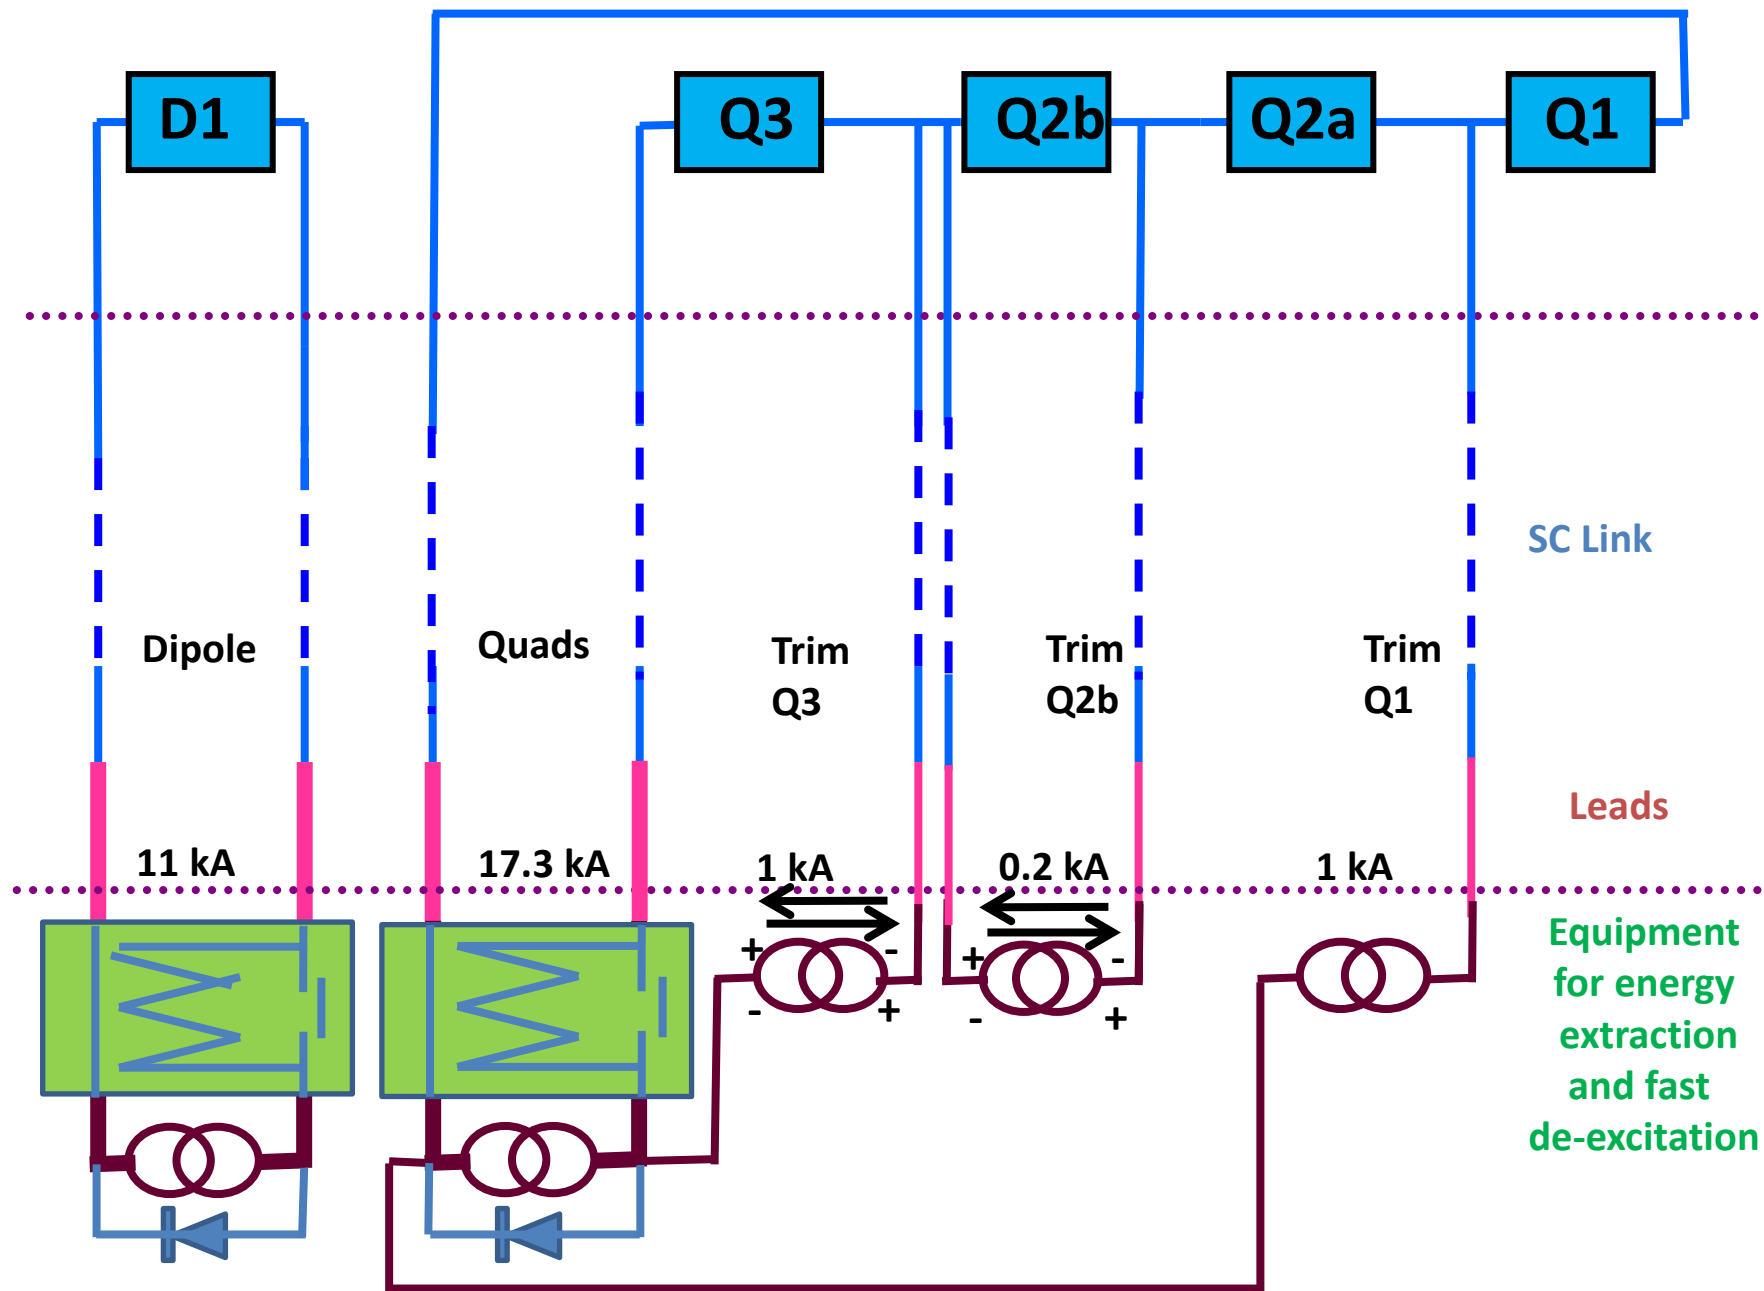 D1
Q3
Q2b
Q2a
Q1
SC Link
Dipole
Quads
Trim
Q3
Trim
Q2b
Trim
Q1
Leads
11 kA
17.3 kA
1 kA
0.2 kA
1 kA
+ -
- +
+ -
- +
Equipment
for energy
extraction
and fast
de-excitation